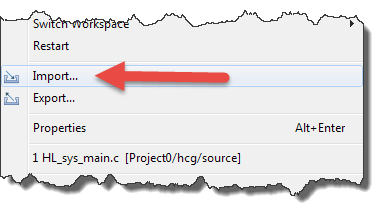 Switch Workspace
Restart
Import...
Export...
Properties Alt+Enter
1 HL_sys_main.c [Project0/hcg/source]